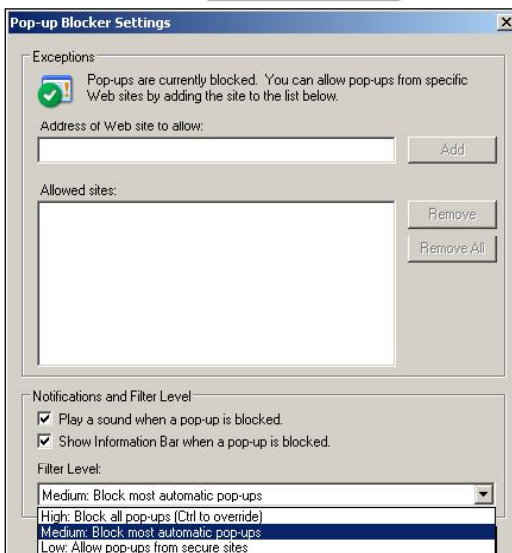 Pop-up Blocker Settings
Exceptions
Pop-ups are currently blocked. You can allow pop-ups from specific
Web sites by adding the site to the list below.
Address of Web site to allow:
Add
Allowed sites:
Remove
Remove All
Notifications and Filter Level
Play a sound when a pop-up is blocked.
Show Information Bar when a pop-up is blocked.
Filter Level:
Medium: Block most automatic pop-ups
High: Block all pop-ups (Ctrl to override)
Medium: Block most automatic pop-ups
Low: Allow pop-ups from secure sites